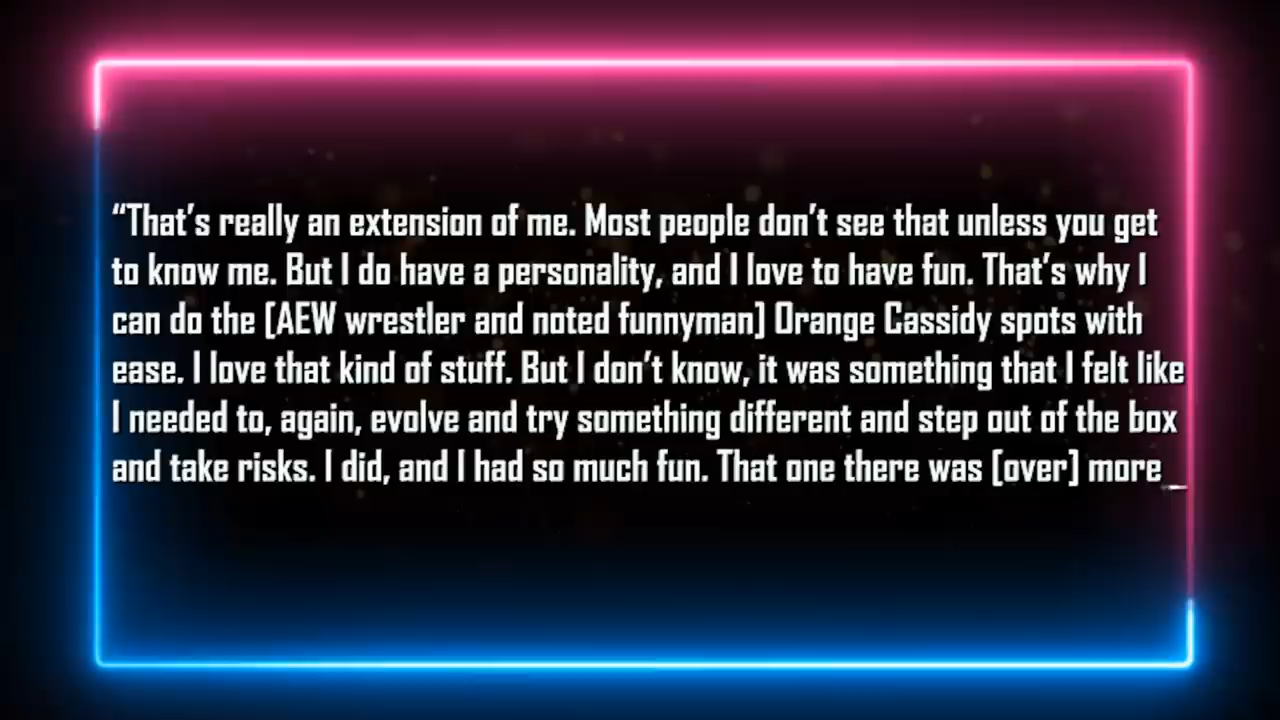 “That’s really an extension of me. Most people don’t see that unless you get
to know me. But I do have a personality, and I love to have fun. That’s why I
can do the [AEW wrestler and noted funnyman] Orange Cassidy spots with
ease. I love that kind of stuff. But I don’t know, it was something that I felt like
I needed to, again, evolve and try something different and step out of the box
and take risks. I did, and I had so much fun. That one there was [over] more _